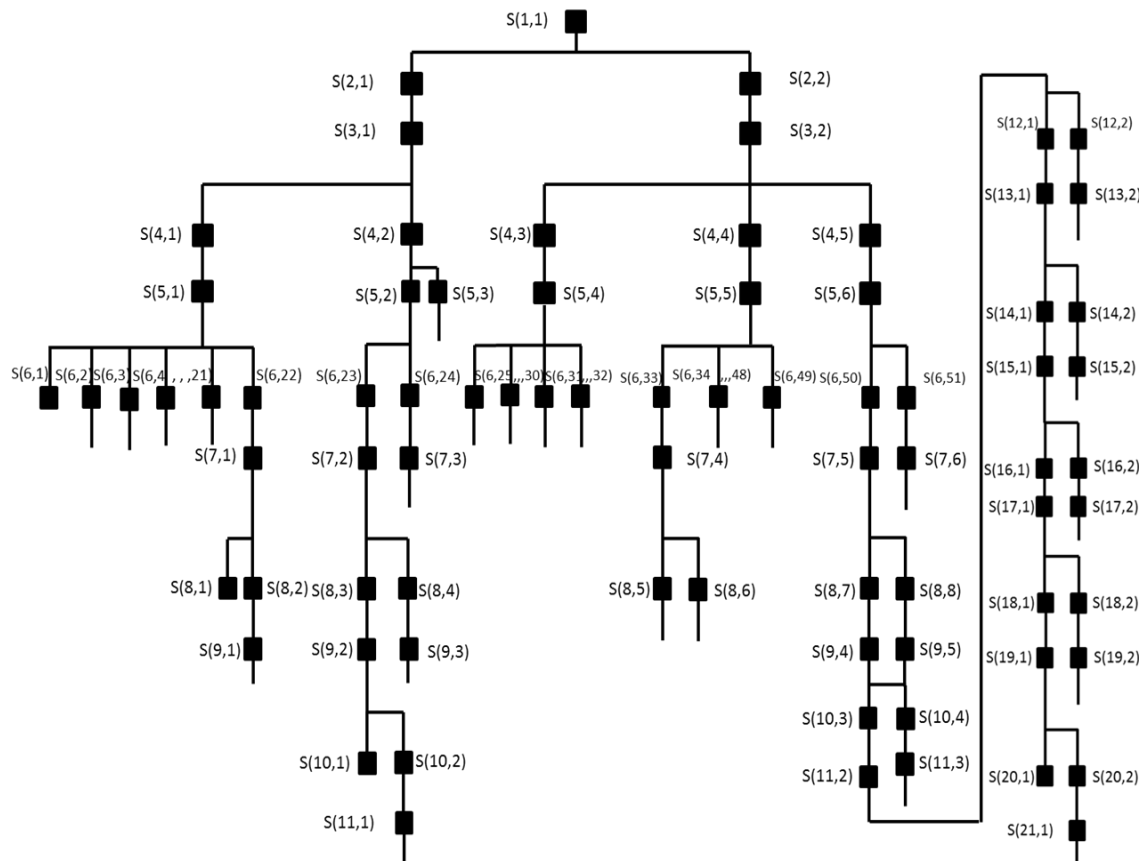 S(1,1)
S(2,1) S(2,2)
S(3,1) S(3,2)
S(12,1) S(12,2)
S(13,1) S(13,2)
S(4,1) S(4,2) S(4,3) S(4,4) S(4,5)
S(5,1) S(5,2) S(5,3) S(5,4) S(5,5) S(5,6)
S(14,1) S(14,2)
S(15,1) S(15,2)
S(6,1) S(6,2) S(6,3) S(6,4 , , , ,21) S(6,22) S(6,23) S(6,24) S(6,25,,,30) S(6,31,,,32) S(6,33) S(6,34 ,,,48) S(6,49) S(6,50) S(6,51)
S(7,1) S(7,2) S(7,3) S(7,4) S(7,5) S(7,6)
S(16,1) S(16,2)
S(17,1) S(17,2)
S(8,1) S(8,2) S(8,3) S(8,4) S(8,5) S(8,6) S(8,7) S(8,8)
S(18,1) S(18,2)
S(9,1) S(9,2) S(9,3) S(9,4) S(9,5)
S(19,1) S(19,2)
S(10,3) S(10,4)
S(10,1) S(10,2)
S(11,2) S(11,3)
S(20,1) S(20,2)
S(11,1)
S(21,1)